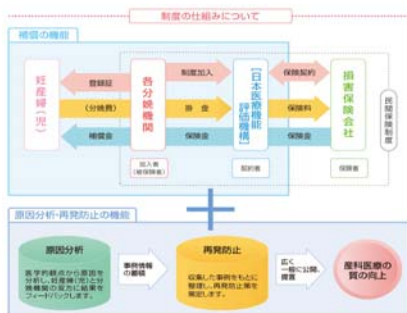 制度の仕組みについて
補償の機能
妊産婦(児)
登録証
(分娩費)
補償金
各分娩機関
制度加入
掛金
保険金
【日本医療機能
評価機構】
保険契約
保険料
保険金
損害保険会社
民間保険制度
加入者
(被保険者)
契約者
保険者
+
原因分析・再発防止の機能
原因分析
医学的観点から原因を
分析し、妊産婦(児)と分
娩機関の双方に結果を
フィードバックします。
事例情報
の蓄積
再発防止
収集した事例をもとに
整理し、再発防止策を
策定します。
広く
一般に公開、
産科医療の
質の向上